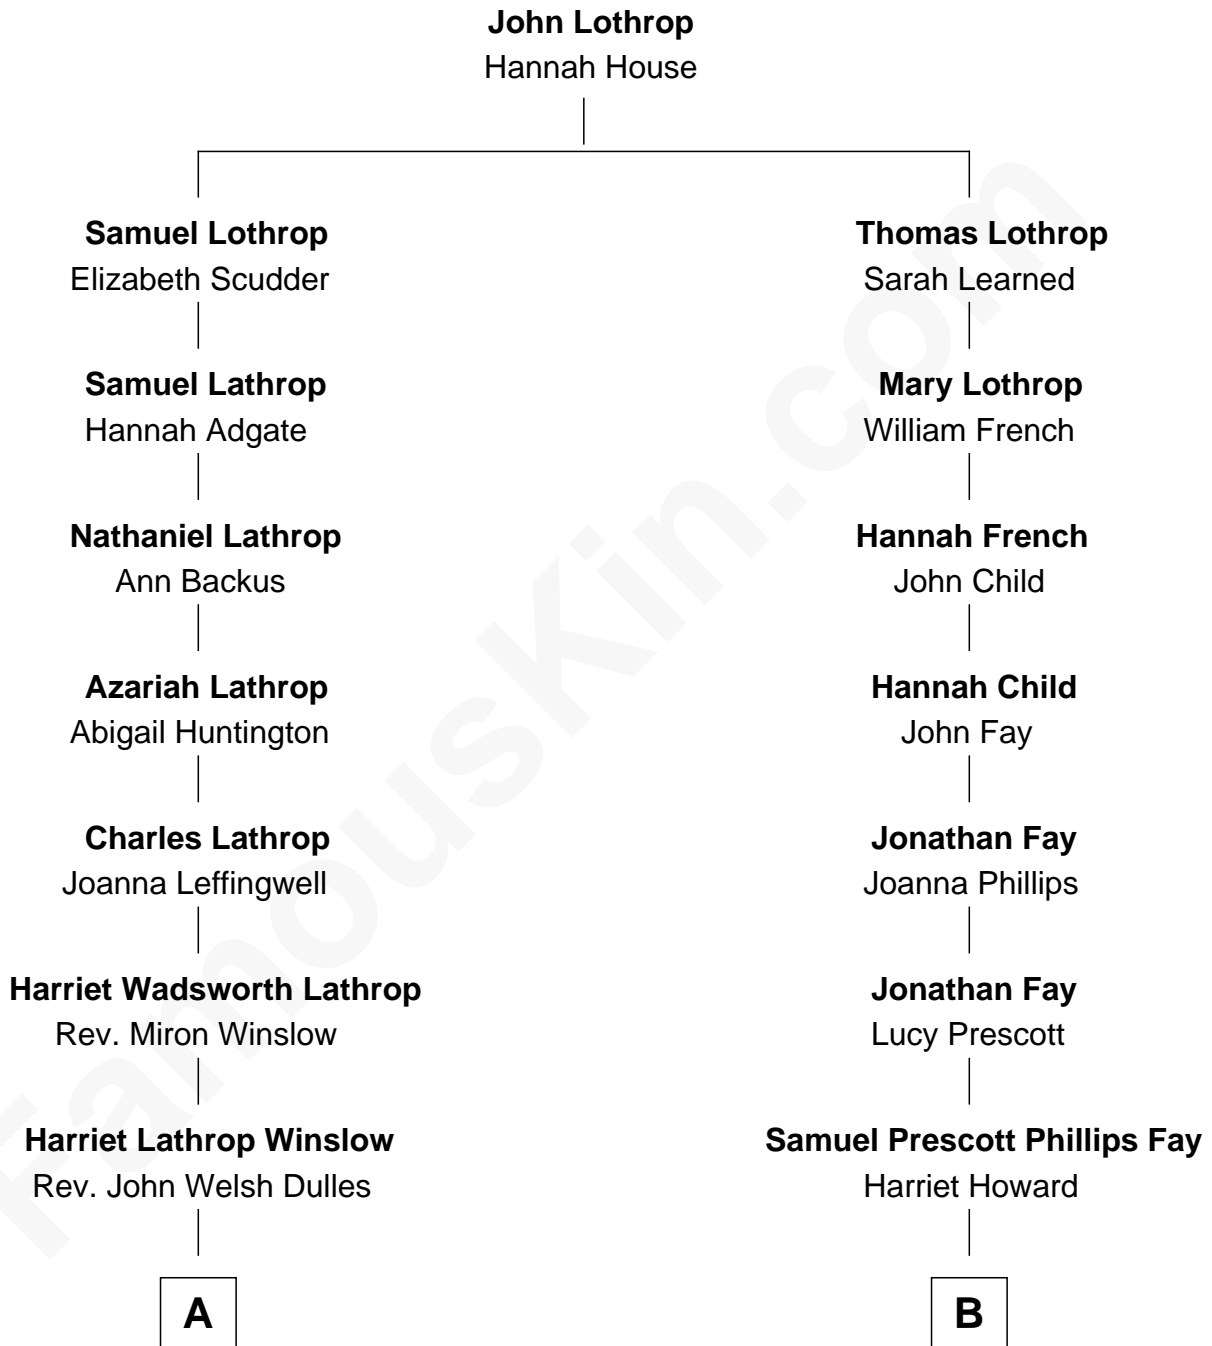 John Lothrop
Hannah House
Samuel Lothrop
Elizabeth Scudder
Samuel Lathrop
Hannah Adgate
Nathaniel Lathrop
Ann Backus
Azariah Lathrop
Abigail Huntington
Charles Lathrop
Joanna Leffingwell
Harriet Wadsworth Lathrop
Rev. Miron Winslow
Harriet Lathrop Winslow
Rev. John Welsh Dulles
A
Thomas Lothrop
Sarah Learned
Mary Lothrop
William French
Hannah French
John Child
Hannah Child
John Fay
Jonathan Fay
Joanna Phillips
Jonathan Fay
Lucy Prescott
Samuel Prescott Phillips Fay
Harriet Howard
B
FamousKin.com